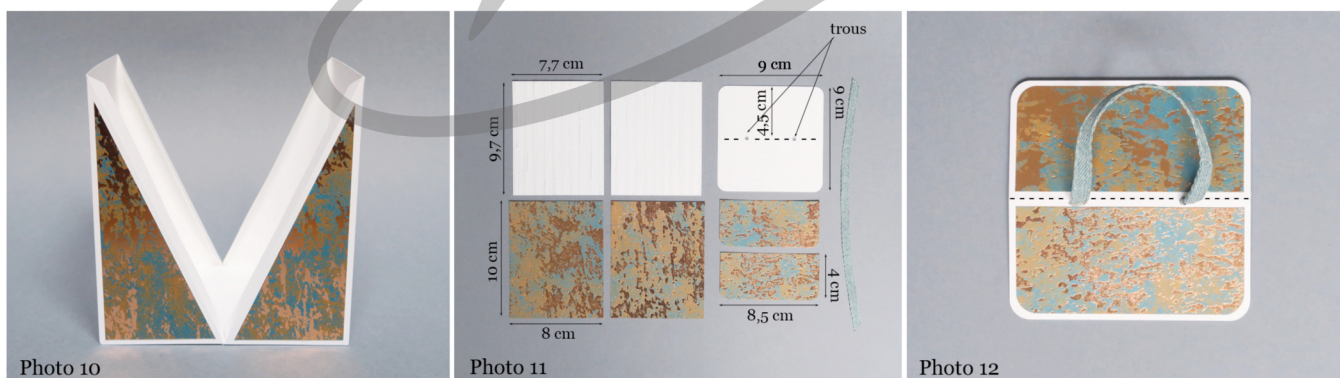 Photo 10
trous
7,7 cm
9 cm
9,7 cm
4,5 cm
9 cm
10 cm
4 cm
8 cm
8,5 cm
Photo 11
Photo 12